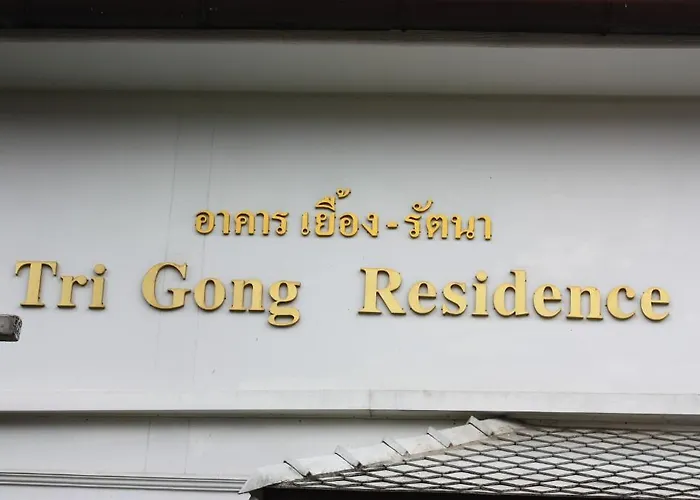 อาคาร เยื้อง-รัตนา
Tri Gong Residence